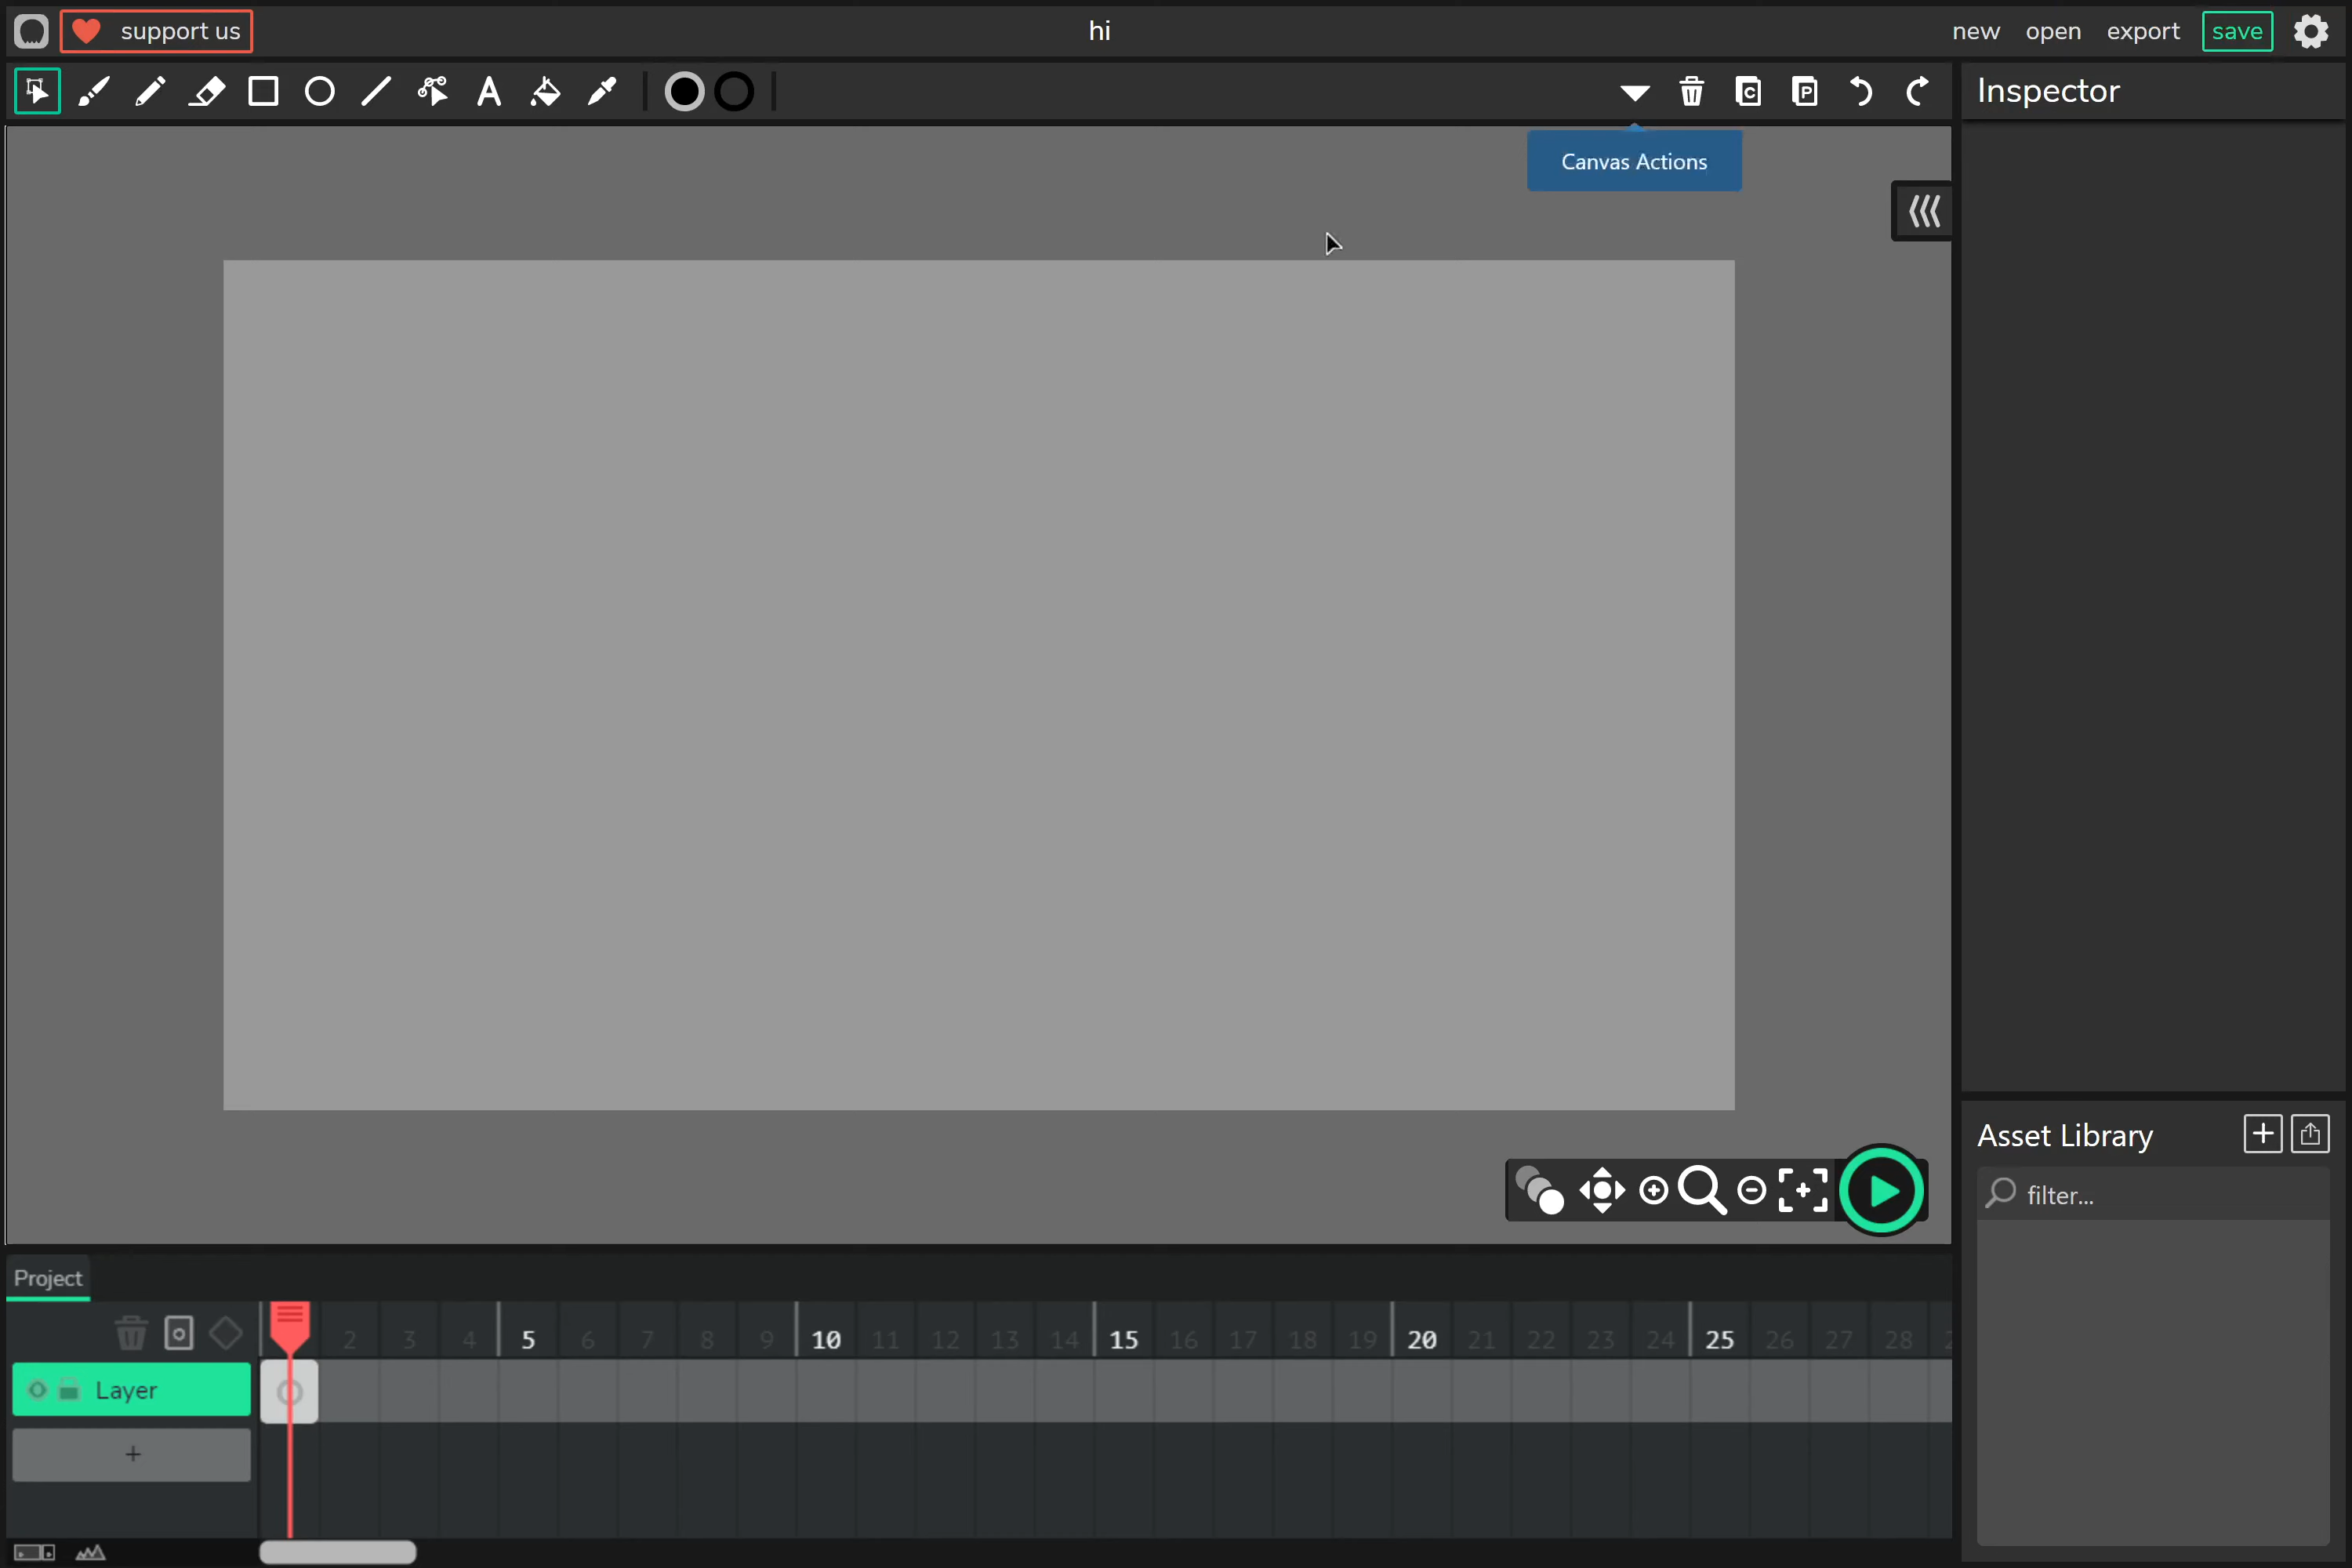 support us
hi
new open export save
Inspector
Canvas Actions
Asset Library
filter...
Project
2 3 4 5 6 7 8 9 10 11 12 13 14 15 16 17 18 19 20 21 22 23 24 25 26 27 28
Layer
+